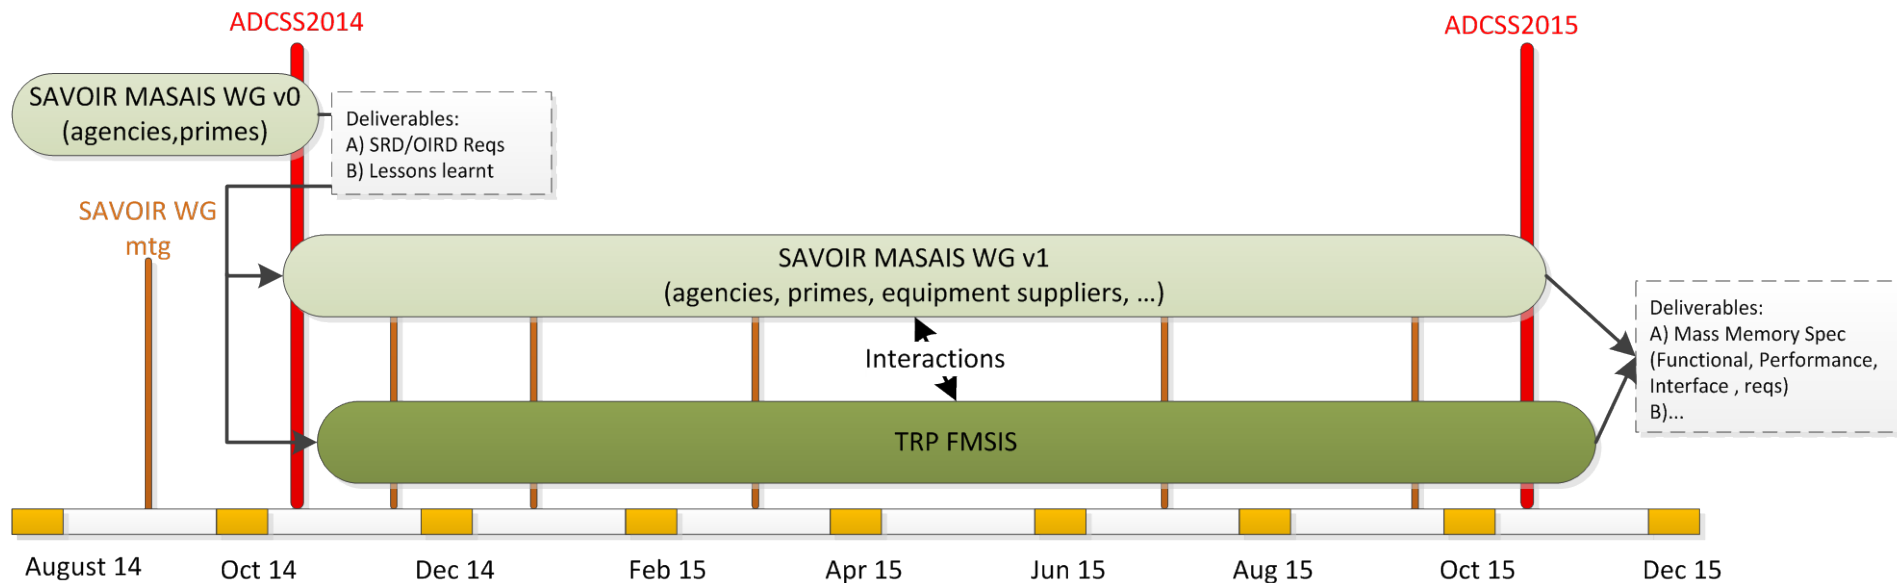 ADCSS2014
ADCSS2015
SAVOIR MASAIS WG v0
(agencies,primes)
Deliverables:
A) SRD/OIRD Reqs
B) Lessons learnt
SAVOIR WG
mtg
SAVOIR MASAIS WG v1
(agencies, primes, equipment suppliers, ...)
Interactions
Deliverables:
A) Mass Memory Spec
(Functional, Performance,
Interface , reqs)
B)...
TRP FMSIS
August 14
Oct 14
Dec 14
Feb 15
Apr 15
Jun 15
Aug 15
Oct 15
Dec 15